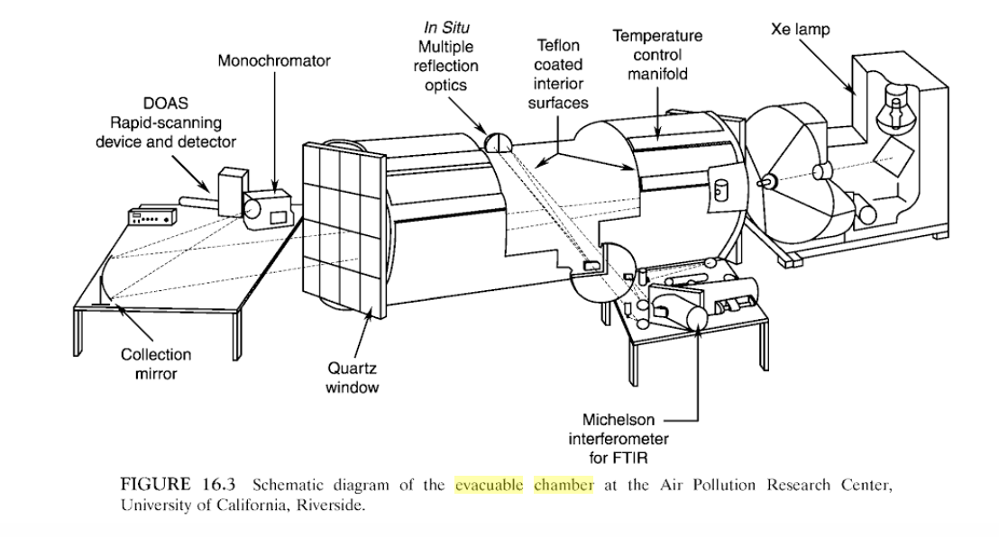 In Situ
Multiple
reflection
optics
Teflon
coated
interior
surfaces
Temperature
control
manifold
Xe lamp
Monochromator
DOAS
Rapid-scanning
device and detector
Collection
mirror
Quartz
window
Michelson
interferometer
for FTIR
FIGURE 16.3 Schematic diagram of the evacuable chamber at the Air Pollution Research Center,
University of California, Riverside.